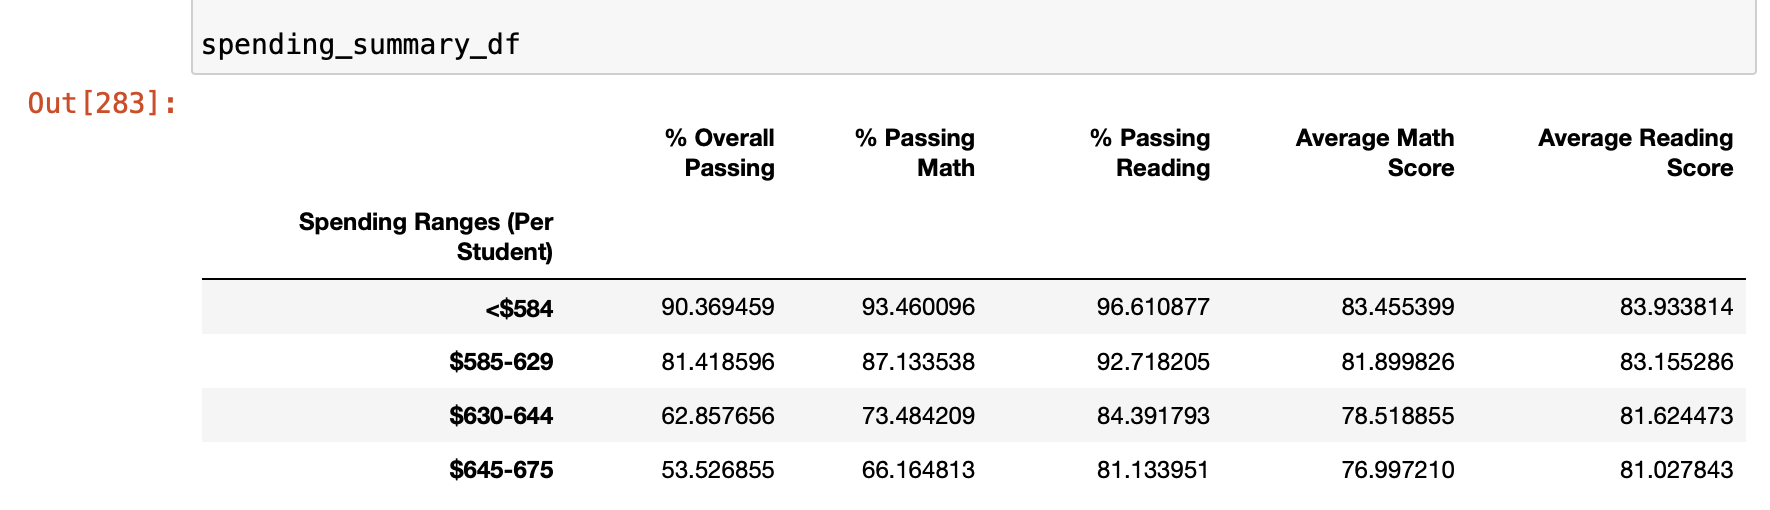 spending_summary_df
Out[283]:
% Overall Passing % Passing Math % Passing Reading Average Math Score Average Reading Score
Spending Ranges (Per Student)
<$584 90.369459 93.460096 96.610877 83.455399 83.933814
$585-629 81.418596 87.133538 92.718205 81.899826 83.155286
$630-644 62.857656 73.484209 84.391793 78.518855 81.624473
$645-675 53.526855 66.164813 81.133951 76.997210 81.027843